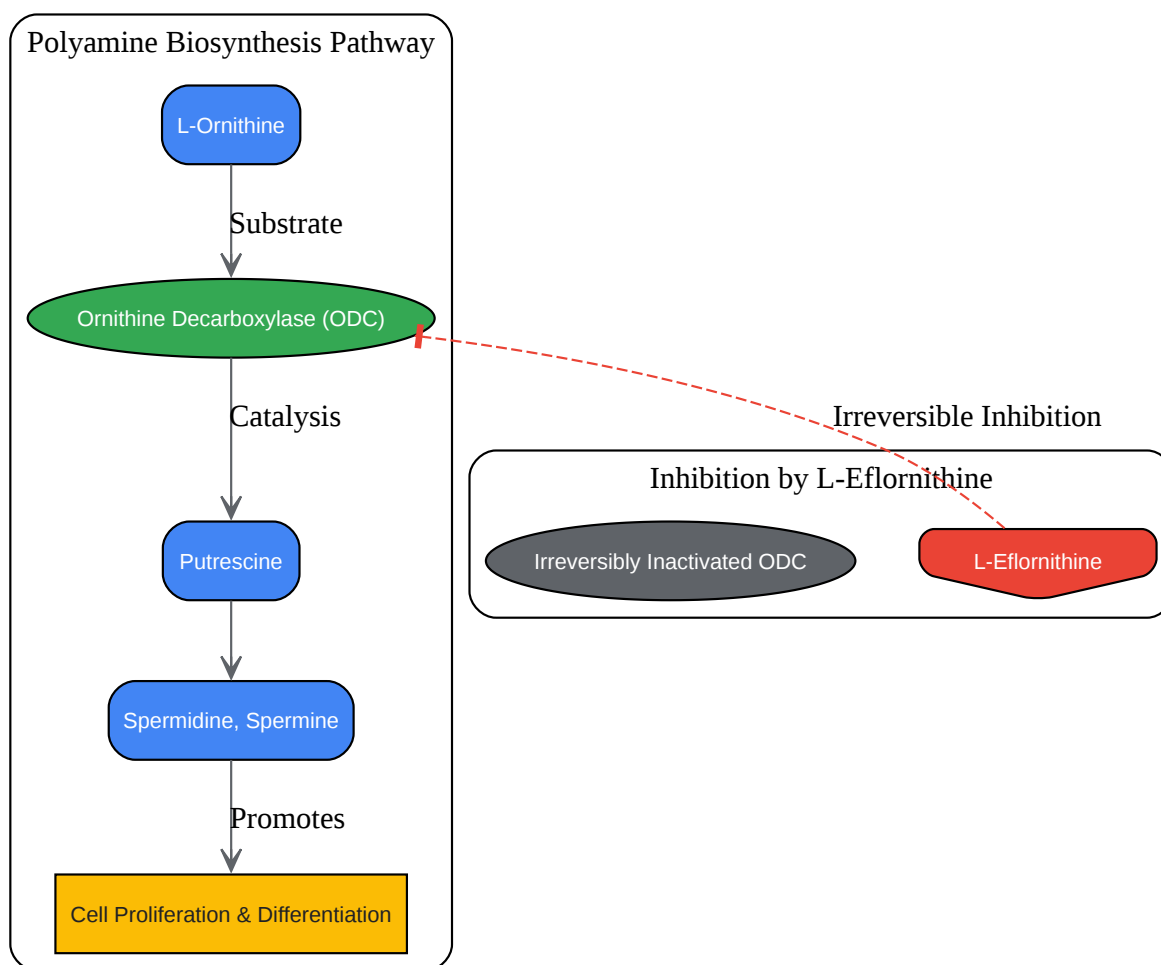 Polyamine Biosynthesis Pathway
L-Ornithine
Substrate
Ornithine Decarboxylase (ODC)
Catalysis
Irreversible Inhibition
Inhibition by L-Eflornithine
Irreversibly Inactivated ODC
L-Eflornithine
Putrescine
Spermidine, Spermine
Promotes
Cell Proliferation & Differentiation